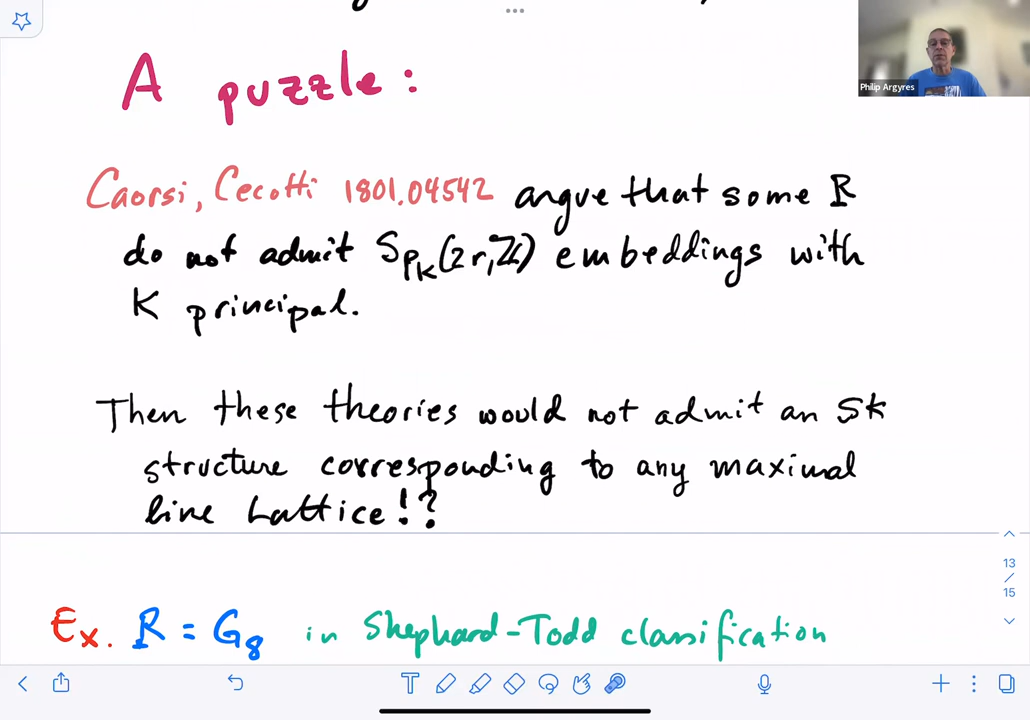 A puzzle:
Philip Argyres
Caorsi, Cecotti 1801.04542 argue that some R
do not admit Sp_K(2r,ℤ) embeddings with
K principal.
Then these theories would not admit an SK
structure corresponding to any maximal
line Lattice!?
13
/
15
Ex. R = G_8 in Shephard-Todd classification